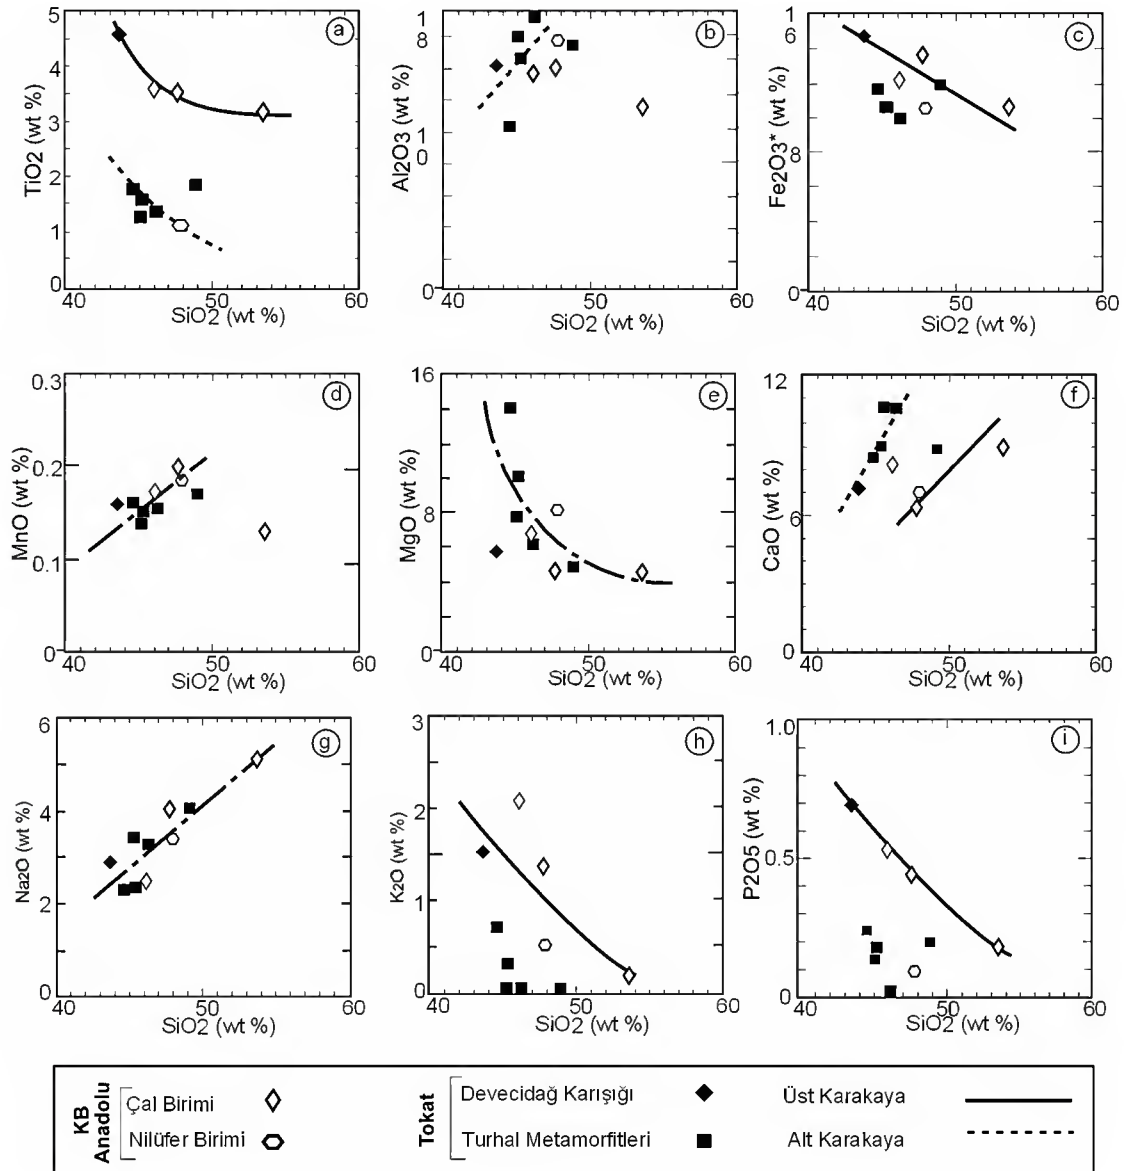 5
4
3
2
1
0
TiO2 (wt %)
40
50
60
SiO2 (wt %)
a
1
8
1
0
0
Al2O3 (wt %)
40
50
60
SiO2 (wt %)
b
1
6
8
0
Fe2O3* (wt %)
40
50
60
SiO2 (wt %)
c
0.3
0.2
0.1
0
MnO (wt %)
40
50
60
SiO2 (wt %)
d
16
8
0
MgO (wt %)
40
50
60
SiO2 (wt %)
e
12
6
0
CaO (wt %)
40
50
60
SiO2 (wt %)
f
6
4
2
0
Na2O (wt %)
40
50
60
SiO2 (wt %)
g
3
2
1
0
K2O (wt %)
40
50
60
SiO2 (wt %)
h
1.0
0.5
0
P2O5 (wt %)
40
50
60
SiO2 (wt %)
i
KB
Anadolu
Çal Birimi
Nilüfer Birimi
Tokat
Devecidağ Karışığı
Turhal Metamorfitleri
Üst Karakaya
Alt Karakaya